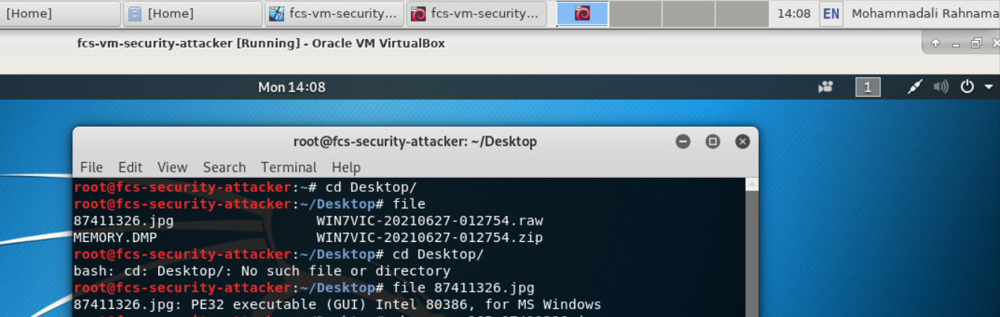 [Home] [Home] fcs-vm-security... fcs-vm-security... 14:08 EN Mohammadali Rahnama
fcs-vm-security-attacker [Running] - Oracle VM VirtualBox
Mon 14:08 1
root@fcs-security-attacker: ~/Desktop
File Edit View Search Terminal Help
root@fcs-security-attacker:~# cd Desktop/
root@fcs-security-attacker:~/Desktop# file
87411326.jpg WIN7VIC-20210627-012754.raw
MEMORY.DMP WIN7VIC-20210627-012754.zip
root@fcs-security-attacker:~/Desktop# cd Desktop/
bash: cd: Desktop/: No such file or directory
root@fcs-security-attacker:~/Desktop# file 87411326.jpg
87411326.jpg: PE32 executable (GUI) Intel 80386, for MS Windows